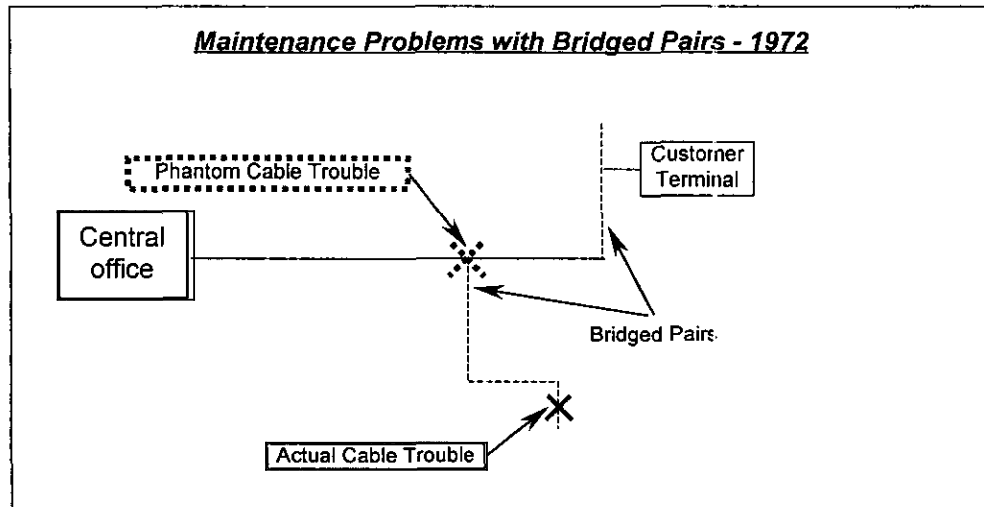 Maintenance Problems with Bridged Pairs - 1972
Phantom Cable Trouble
Customer
Terminal
Central
office
Bridged Pairs
Actual Cable Trouble